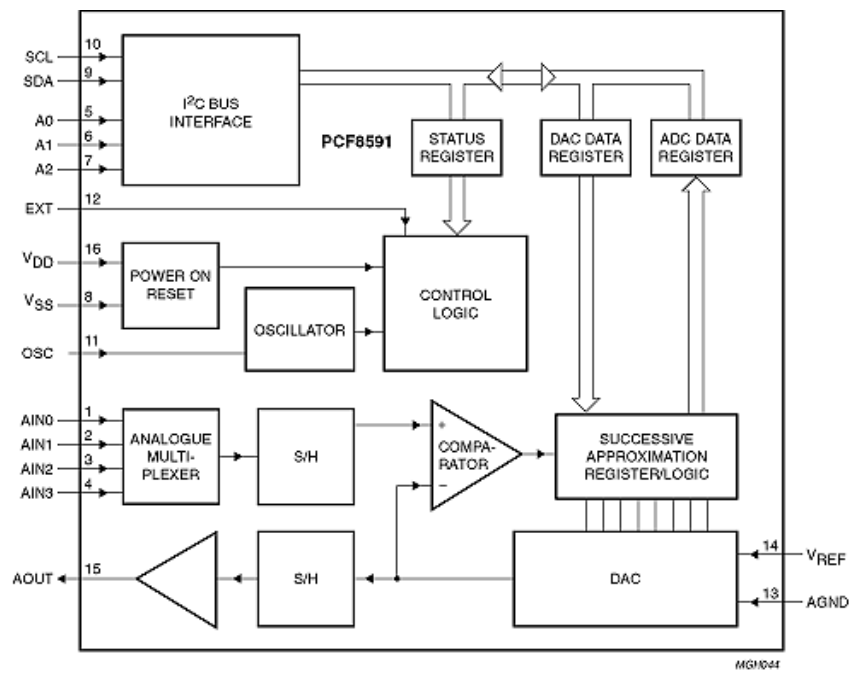 SCL
10
SDA
9
A0
5
A1
6
A2
7
I²C BUS
INTERFACE
PCF8591
STATUS
REGISTER
DAC DATA
REGISTER
ADC DATA
REGISTER
EXT
12
VDD
16
VSS
8
POWER ON
RESET
OSCILLATOR
CONTROL
LOGIC
OSC
11
AIN0
1
AIN1
2
AIN2
3
AIN3
4
ANALOGUE
MULTI-
PLEXER
S/H
+
COMPA-
RATOR
−
SUCCESSIVE
APPROXIMATION
REGISTER/LOGIC
AOUT
15
S/H
DAC
14
VREF
13
AGND
MGH044